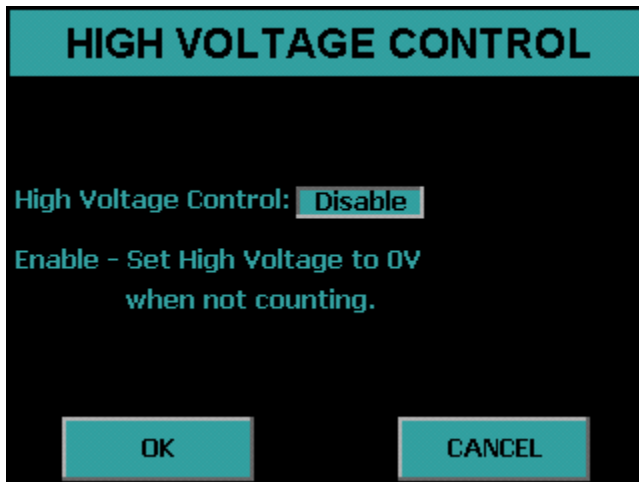 HIGH VOLTAGE CONTROL
High Voltage Control: Disable
Enable - Set High Voltage to 0V
when not counting.
OK CANCEL